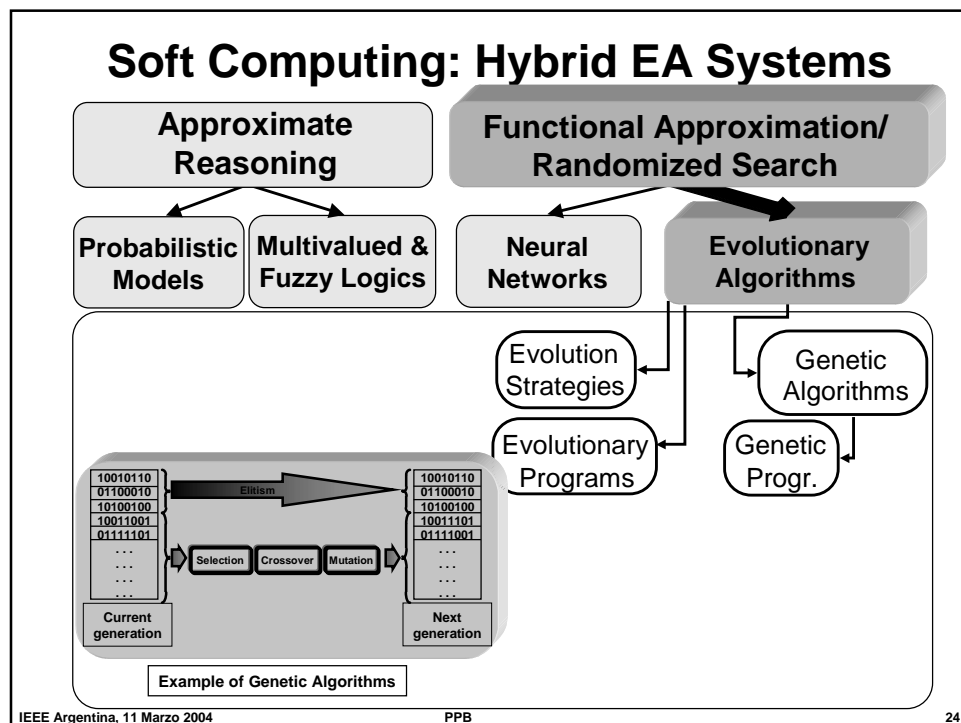 Soft Computing: Hybrid EA Systems
Approximate
Reasoning
Functional Approximation/
Randomized Search
Probabilistic
Models
Multivalued &
Fuzzy Logics
Neural
Networks
Evolutionary
Algorithms
Evolution
Strategies
Genetic
Algorithms
Evolutionary
Programs
Genetic
Progr.
10010110
01100010
10100100
10011001
01111101
. . .
. . .
. . .
. . .
Current
generation
Elitism
Selection
Crossover
Mutation
10010110
01100010
10100100
10011101
01111001
. . .
. . .
. . .
. . .
Next
generation
Example of Genetic Algorithms
IEEE Argentina, 11 Marzo 2004
PPB
24